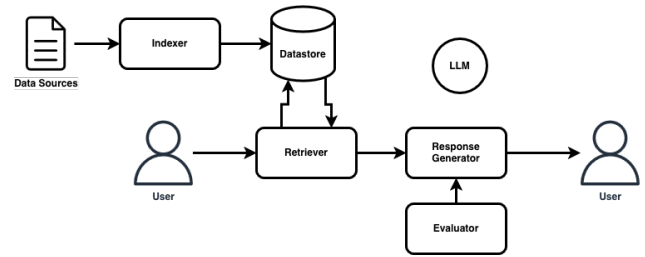 Indexer
Datastore
LLM
Data Sources
Retriever
Response
Generator
User
User
Evaluator